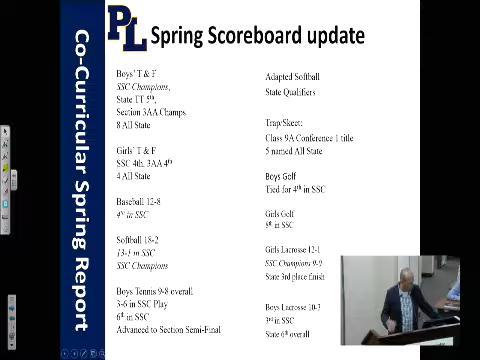 Co-Curricular Spring Report
PL Spring Scoreboard update
Boys' T & F
SSC Champions,
State TT 5th,
Section 3AA Champs
8 All State
Girls' T & F
SSC 4th, 3AA 4th
4 All State
Baseball 12-8
4th in SSC
Softball 18-2
13-1 in SSC
SSC Champions
Boys Tennis 9-8 overall
3-6 in SSC Play
6th in SSC
Advanced to Section Semi-Final
Adapted Softball
State Qualifiers
Trap/Skeet:
Class 9A Conference 1 title
5 named All State
Boys Golf
Tied for 4th in SSC
Girls Golf
in SSC
Girls Lacrosse 12-1
SSC Champions 9-0
State 3rd place finish
Boys Lacrosse 10-3
3rd in SSC
State 6th overall